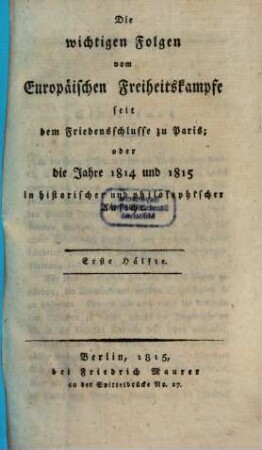 Die
wichtigen Folgen
vom
Europäischen Freiheitskampfe
seit
dem Friedensschlusse zu Paris;
oder
die Jahre 1814 und 1815
in historischer und philosophischer
Erste Hälfte.
Berlin, 1815,
bei Friedrich Maurer
an der Spittelbrücke No. 27.